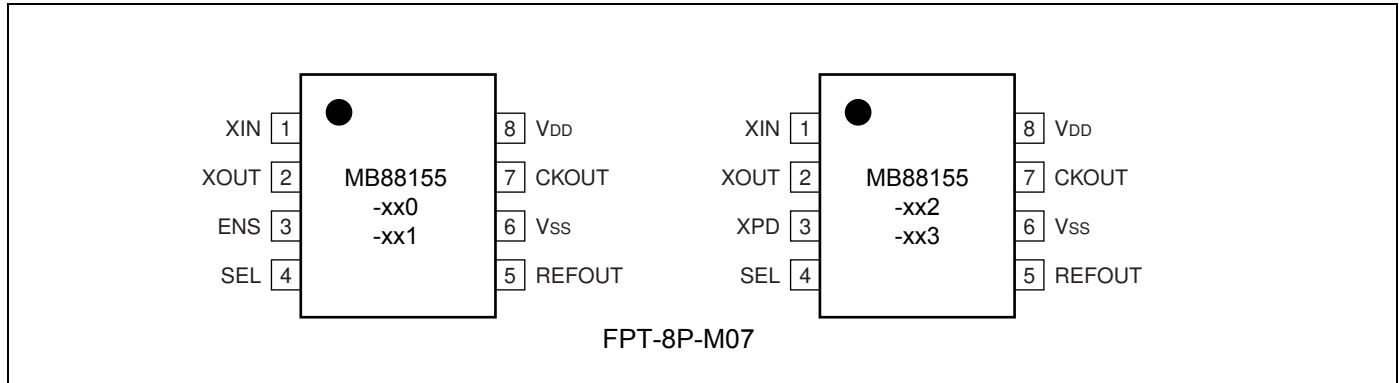 XIN 1
XOUT 2
ENS 3
SEL 4
MB88155
-xx0
-xx1
8 VDD
7 CKOUT
6 VSS
5 REFOUT
XIN 1
XOUT 2
XPD 3
SEL 4
MB88155
-xx2
-xx3
8 VDD
7 CKOUT
6 VSS
5 REFOUT
FPT-8P-M07